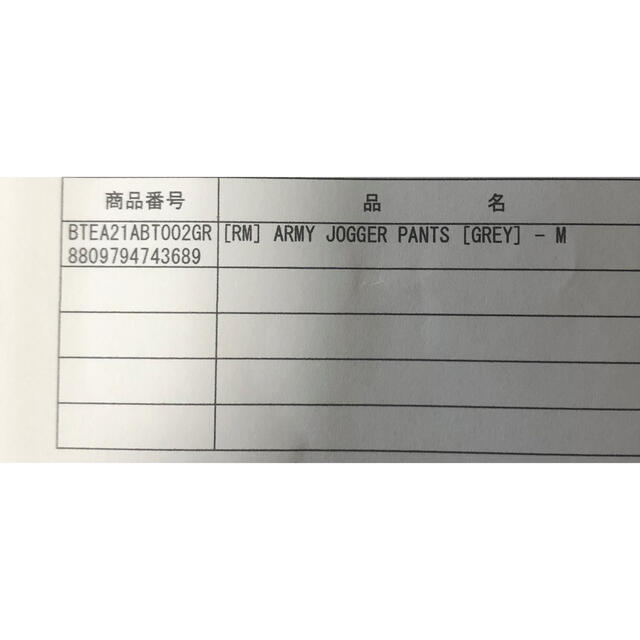 商品番号 品 名
BTEA21ABT002GR [RM] ARMY JOGGER PANTS [GREY] - M
8809794743689